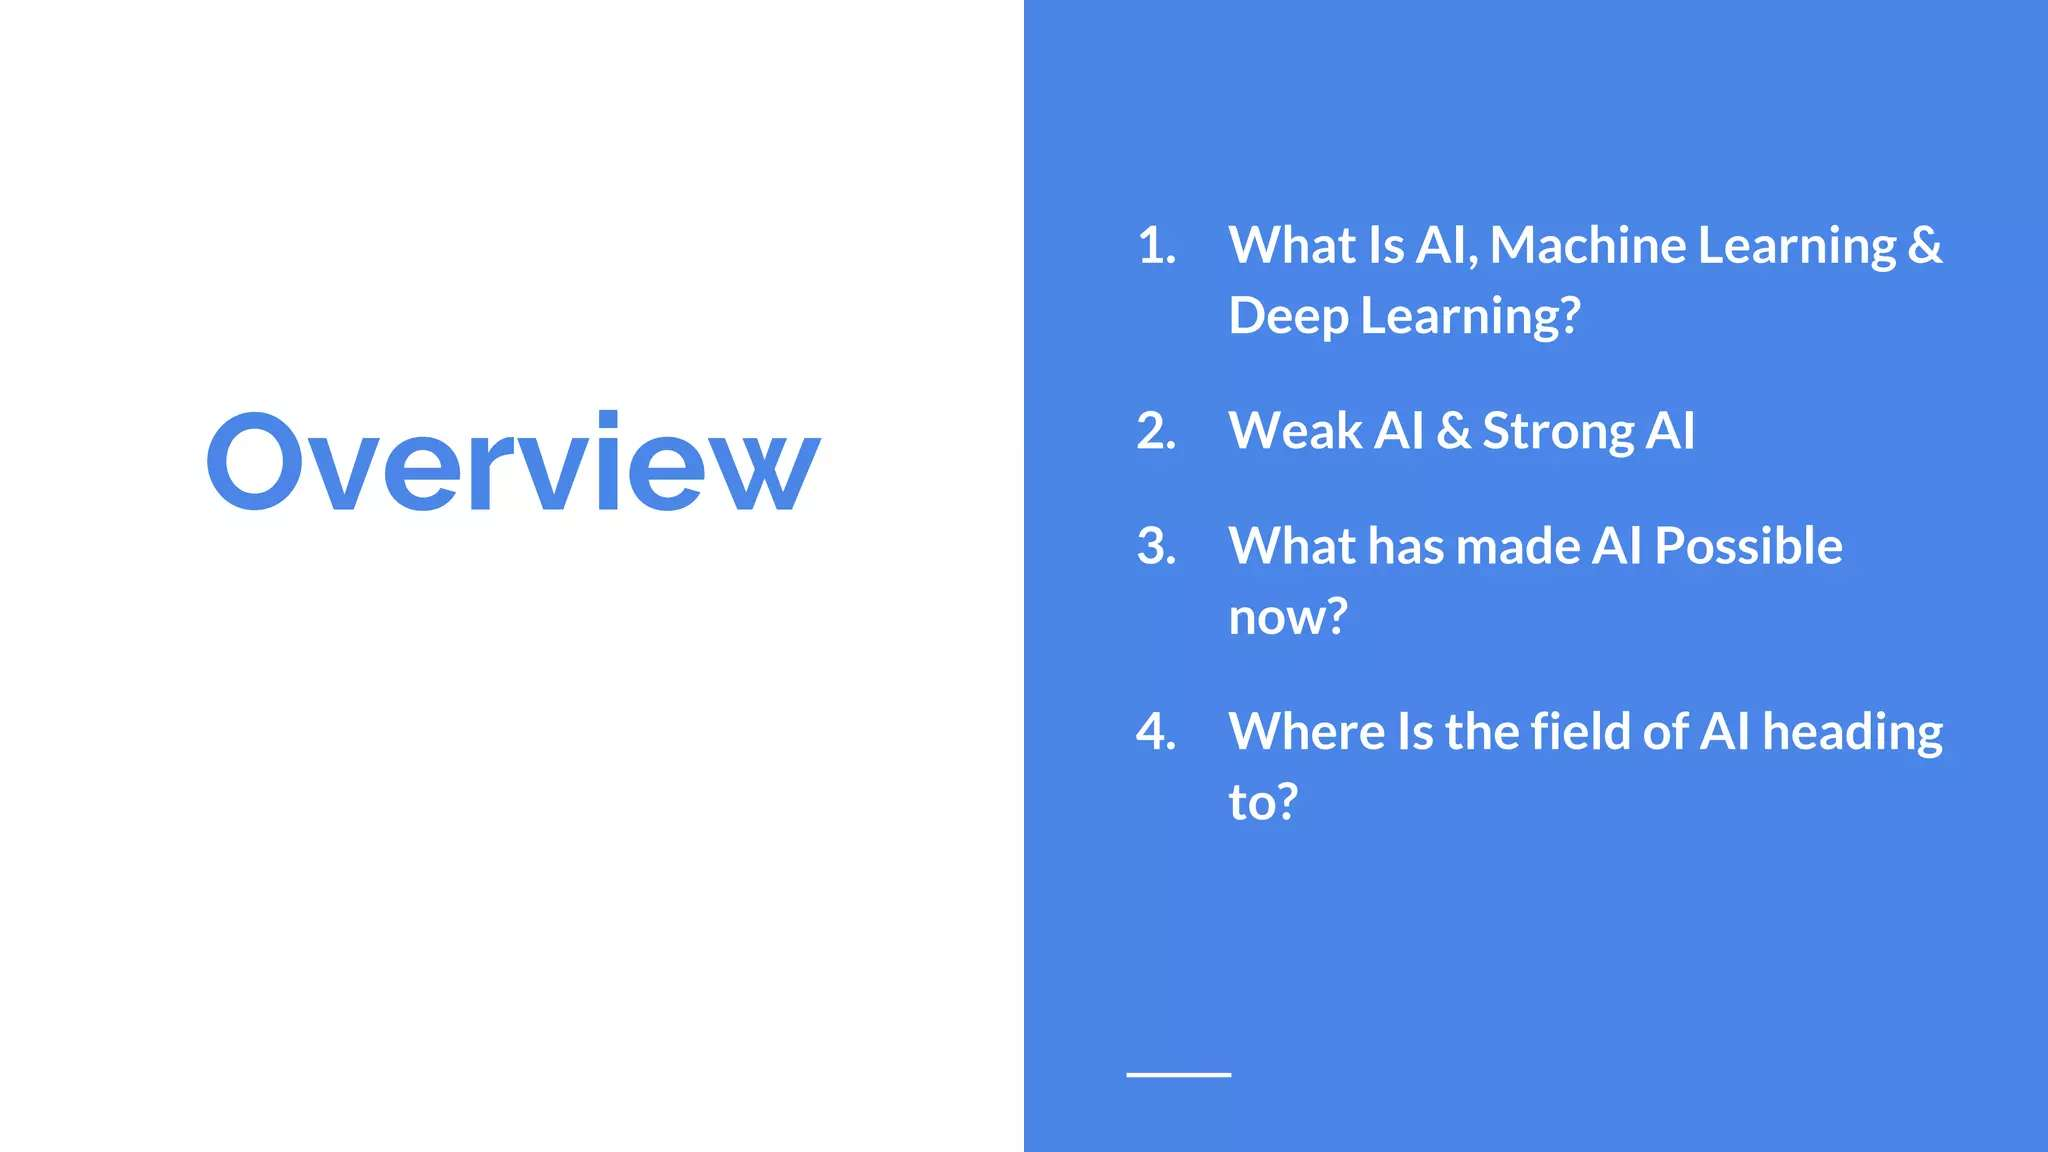 Overview
1. What Is AI, Machine Learning &
Deep Learning?
2. Weak AI & Strong AI
3. What has made AI Possible
now?
4. Where Is the field of AI heading
to?